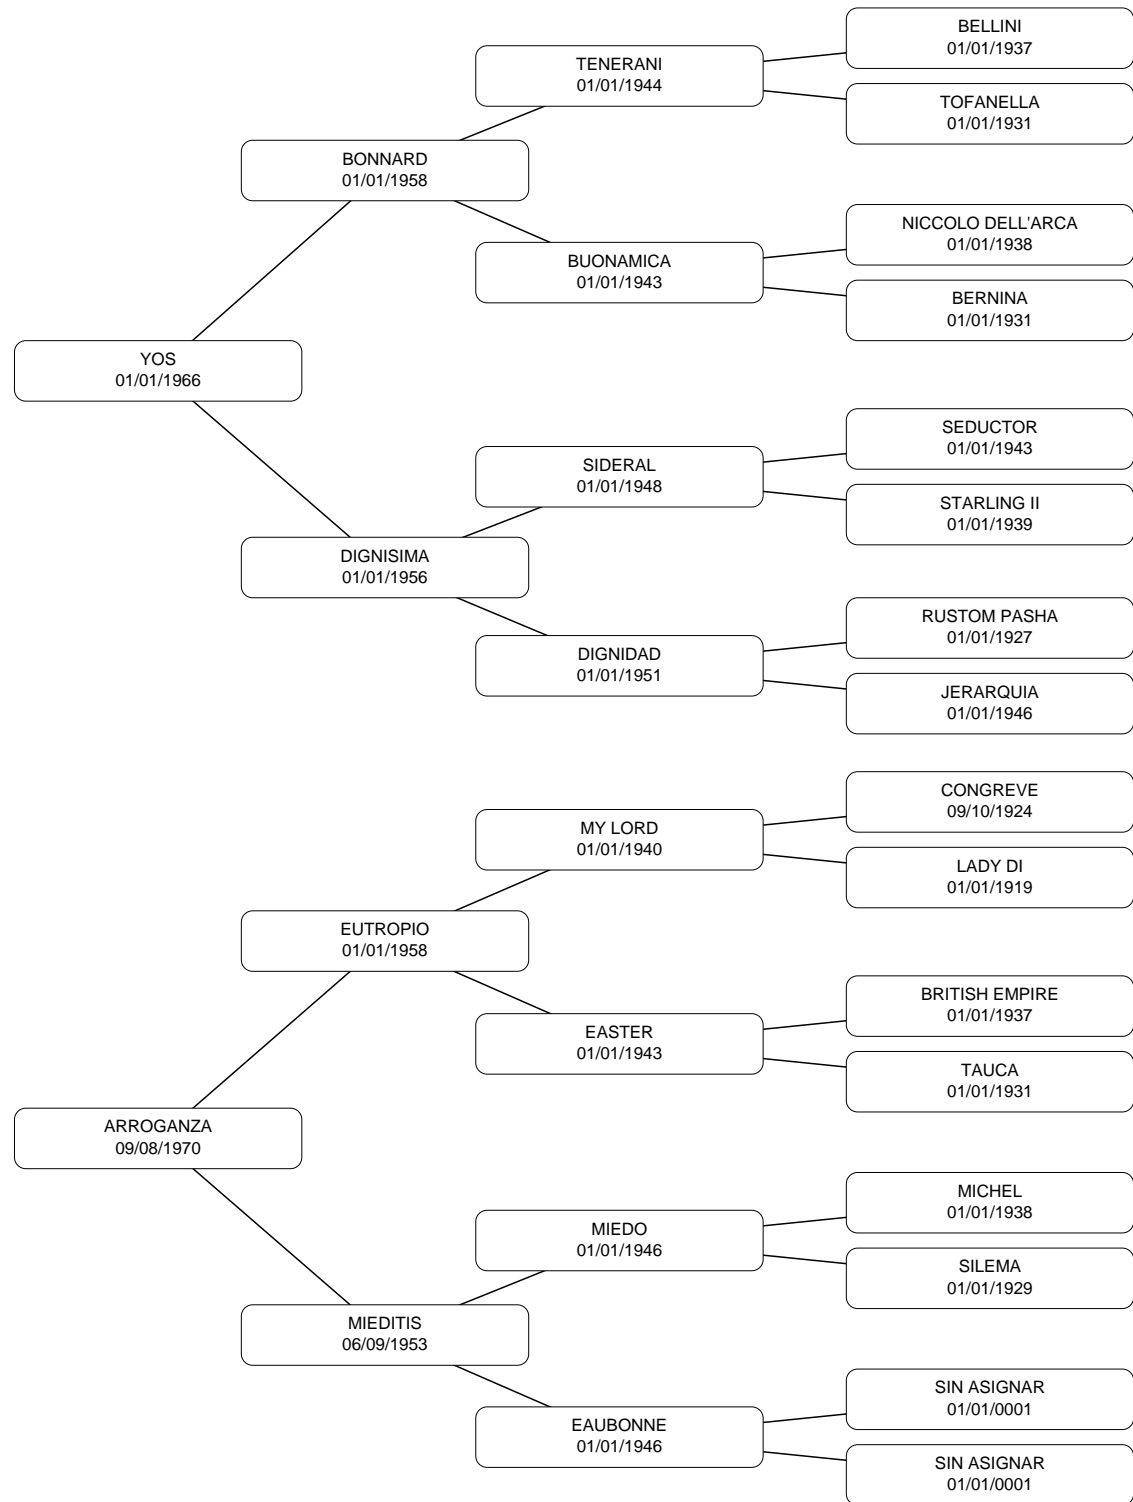 BELLINI
01/01/1937
TENERANI
01/01/1944
TOFANELLA
01/01/1931
BONNARD
01/01/1958
NICCOLO DELL'ARCA
01/01/1938
BUONAMICA
01/01/1943
BERNINA
01/01/1931
YOS
01/01/1966
SEDUCTOR
01/01/1943
SIDERAL
01/01/1948
STARLING II
01/01/1939
DIGNISIMA
01/01/1956
RUSTOM PASHA
01/01/1927
DIGNIDAD
01/01/1951
JERARQUIA
01/01/1946
CONGREVE
09/10/1924
MY LORD
01/01/1940
LADY DI
01/01/1919
EUTROPIO
01/01/1958
BRITISH EMPIRE
01/01/1937
EASTER
01/01/1943
TAUCA
01/01/1931
ARROGANZA
09/08/1970
MICHEL
01/01/1938
MIEDO
01/01/1946
SILEMA
01/01/1929
MIEDITIS
06/09/1953
SIN ASIGNAR
01/01/0001
EAUBONNE
01/01/1946
SIN ASIGNAR
01/01/0001